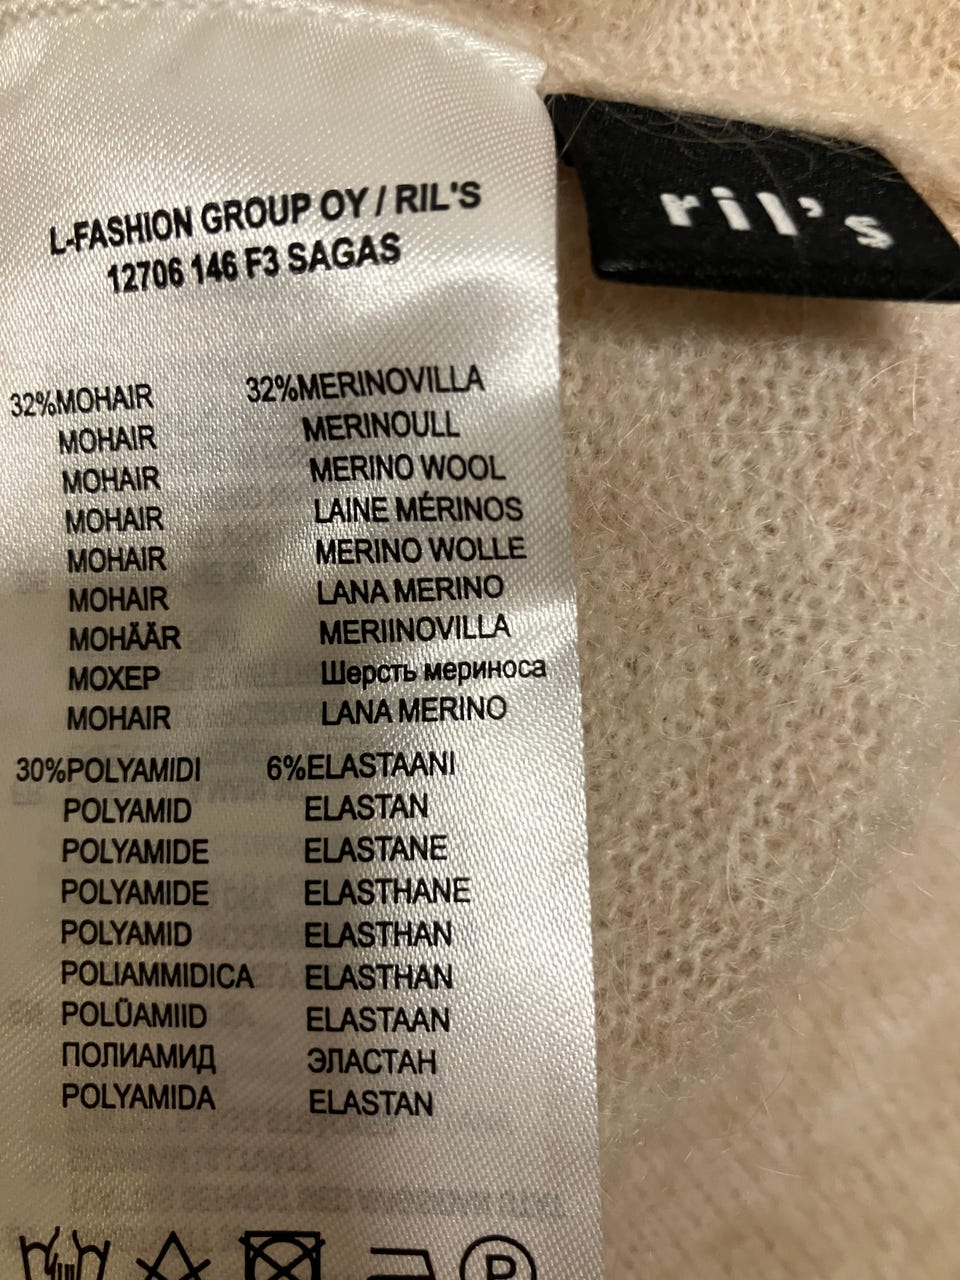 L-FASHION GROUP OY / RIL'S
12706 146 F3 SAGAS
ril's
32%MOHAIR 32%MERINOVILLA
MOHAIR MERINOULL
MOHAIR MERINO WOOL
MOHAIR LAINE MÉRINOS
MOHAIR MERINO WOLLE
MOHAIR LANA MERINO
MOHÄÄR MERIINOVILLA
МОХЕР Шерсть мериноса
MOHAIR LANA MERINO
30%POLYAMIDI 6%ELASTAANI
POLYAMID ELASTAN
POLYAMIDE ELASTANE
POLYAMIDE ELASTHANE
POLYAMID ELASTHAN
POLIAMMIDICA ELASTHAN
POLÜAMIID ELASTAAN
ПОЛИАМИД ЭЛАСТАН
POLYAMIDA ELASTAN
P